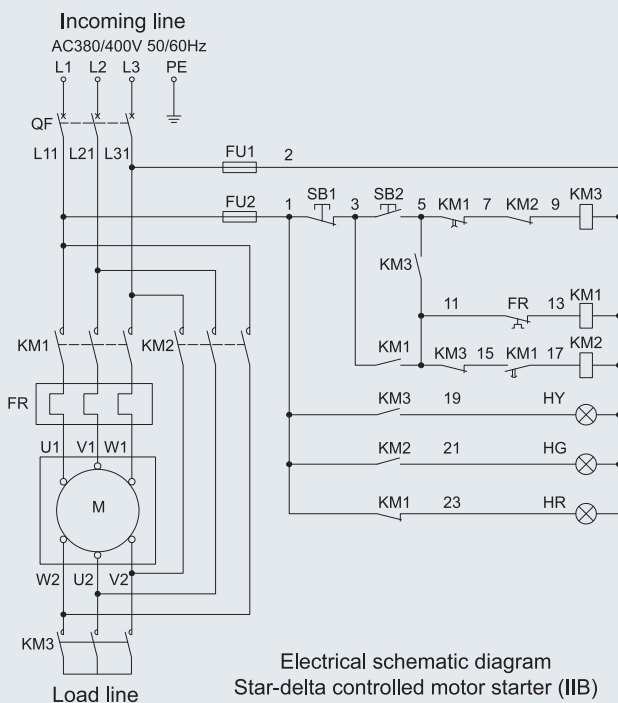 Incoming line
AC380/400V 50/60Hz
L1 L2 L3 PE
QF
L11 L21 L31
FU1 2
FU2 1 SB1 3 SB2 5 KM1 7 KM2 9 KM3
KM3
11 FR 13 KM1
KM1 KM2
KM1 KM3 15 KM1 17 KM2
FR
KM3 19 HY
U1 V1 W1
KM2 21 HG
M
KM1 23 HR
W2 U2 V2
KM3
Load line
Electrical schematic diagram
Star-delta controlled motor starter (IIB)